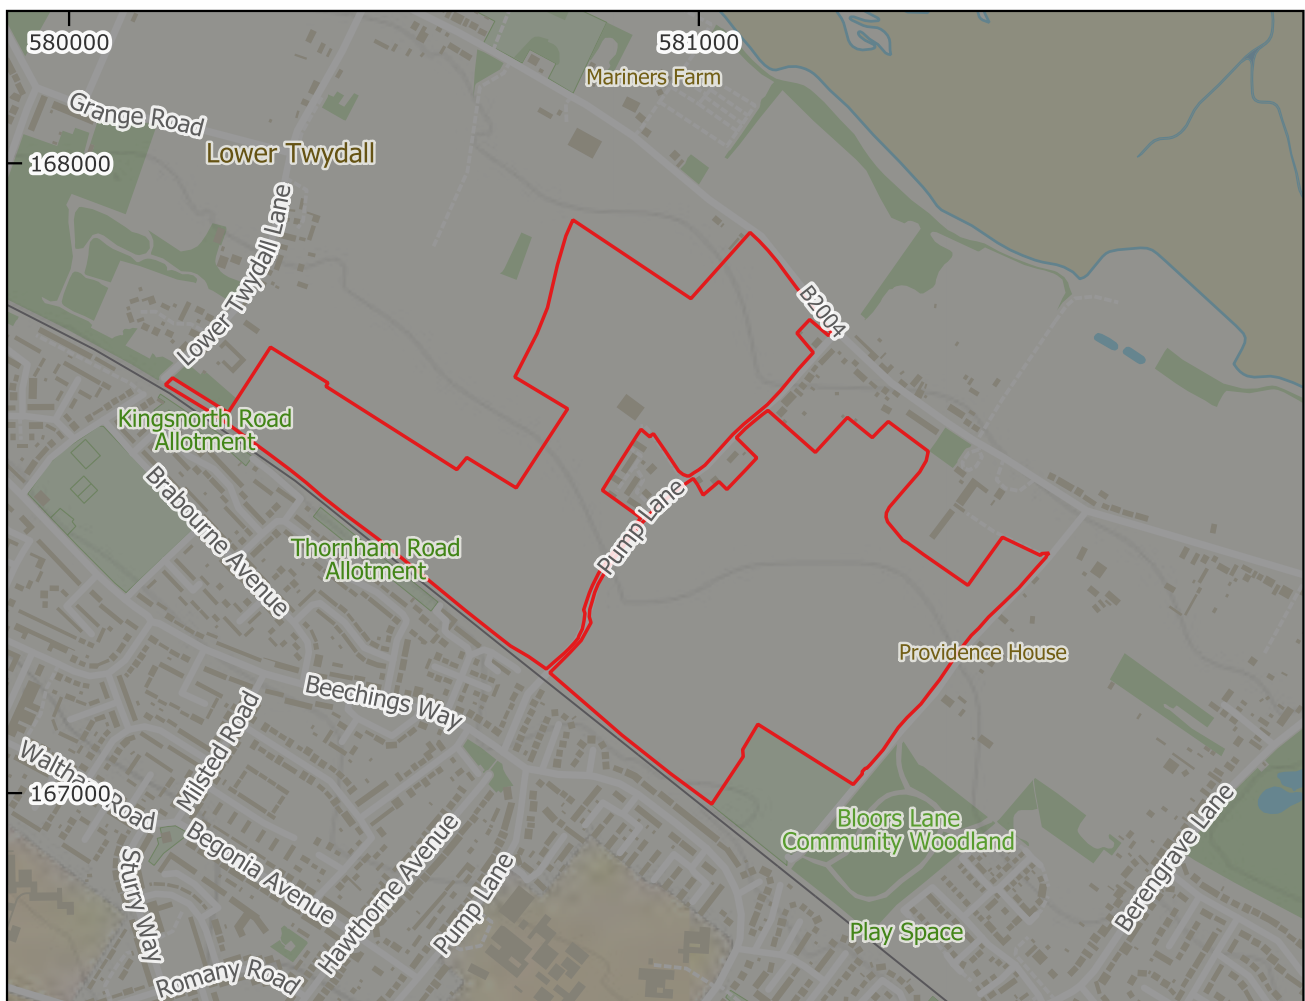 580000
581000
Mariners Farm
Grange Road
Lower Twydall
168000
Lower Twydall Lane
B2004
Kingsnorth Road
Allotment
Brabourne Avenue
Pump Lane
Thornham Road
Allotment
Providence House
Beechings Way
Milsted Road
Waltham Road
167000
Bloors Lane
Community Woodland
Berengrave Lane
Begonia Avenue
Hawthorne Avenue
Pump Lane
Sturry Way
Play Space
Romany Road